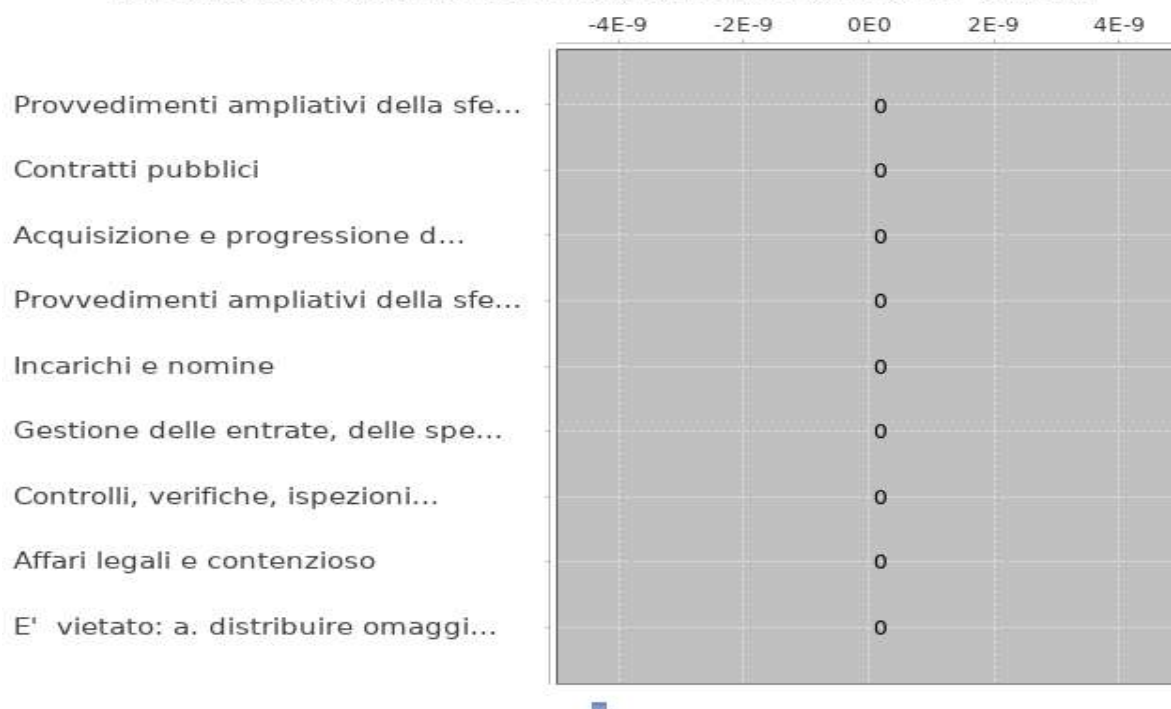 -4E-9 -2E-9 0E0 2E-9 4E-9
Provvedimenti ampliativi della sfe... 0
Contratti pubblici 0
Acquisizione e progressione d... 0
Provvedimenti ampliativi della sfe... 0
Incarichi e nomine 0
Gestione delle entrate, delle spe... 0
Controlli, verifiche, ispezioni... 0
Affari legali e contenzioso 0
E' vietato: a. distribuire omaggi... 0